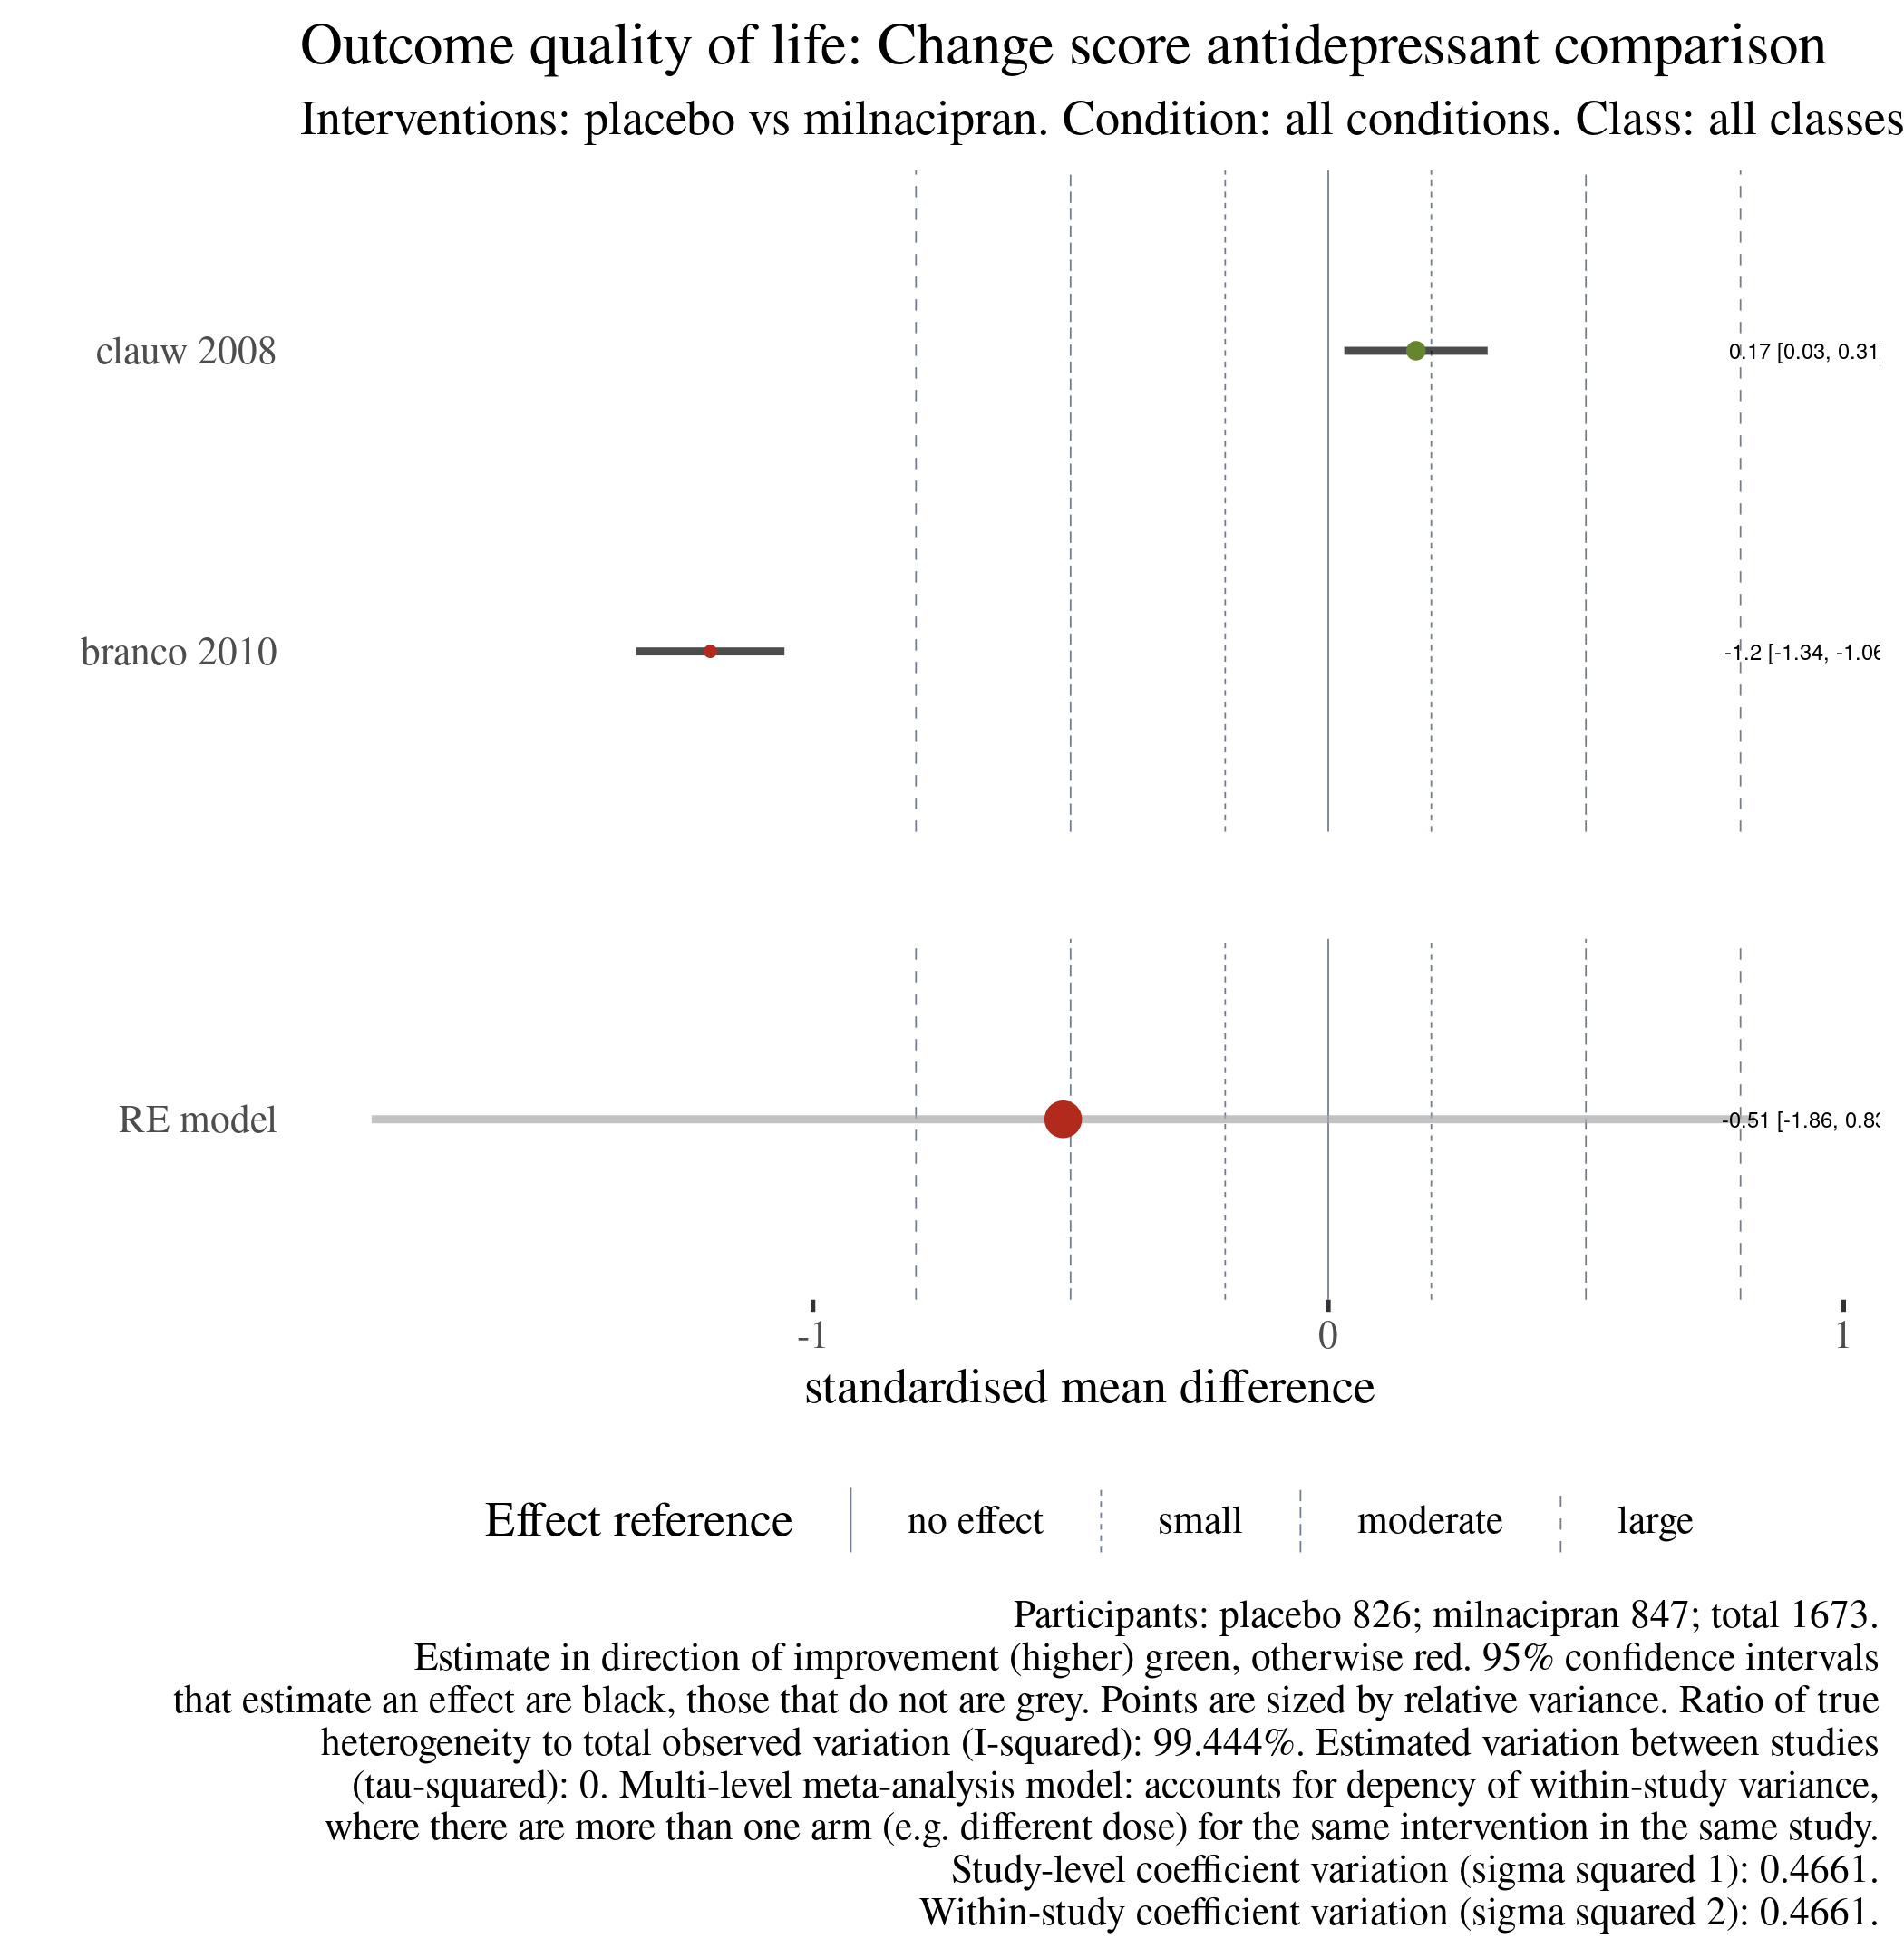 Outcome quality of life: Change score antidepressant comparison
Interventions: placebo vs milnacipran. Condition: all conditions. Class: all classes
clauw 2008
0.17 [0.03, 0.31]
branco 2010
-1.2 [-1.34, -1.06
RE model
-0.51 [-1.86, 0.83
-1 0 1
standardised mean difference
Effect reference no effect small moderate large
Participants: placebo 826; milnacipran 847; total 1673.
Estimate in direction of improvement (higher) green, otherwise red. 95% confidence intervals
that estimate an effect are black, those that do not are grey. Points are sized by relative variance. Ratio of true
heterogeneity to total observed variation (I-squared): 99.444%. Estimated variation between studies
(tau-squared): 0. Multi-level meta-analysis model: accounts for depency of within-study variance,
where there are more than one arm (e.g. different dose) for the same intervention in the same study.
Study-level coefficient variation (sigma squared 1): 0.4661.
Within-study coefficient variation (sigma squared 2): 0.4661.